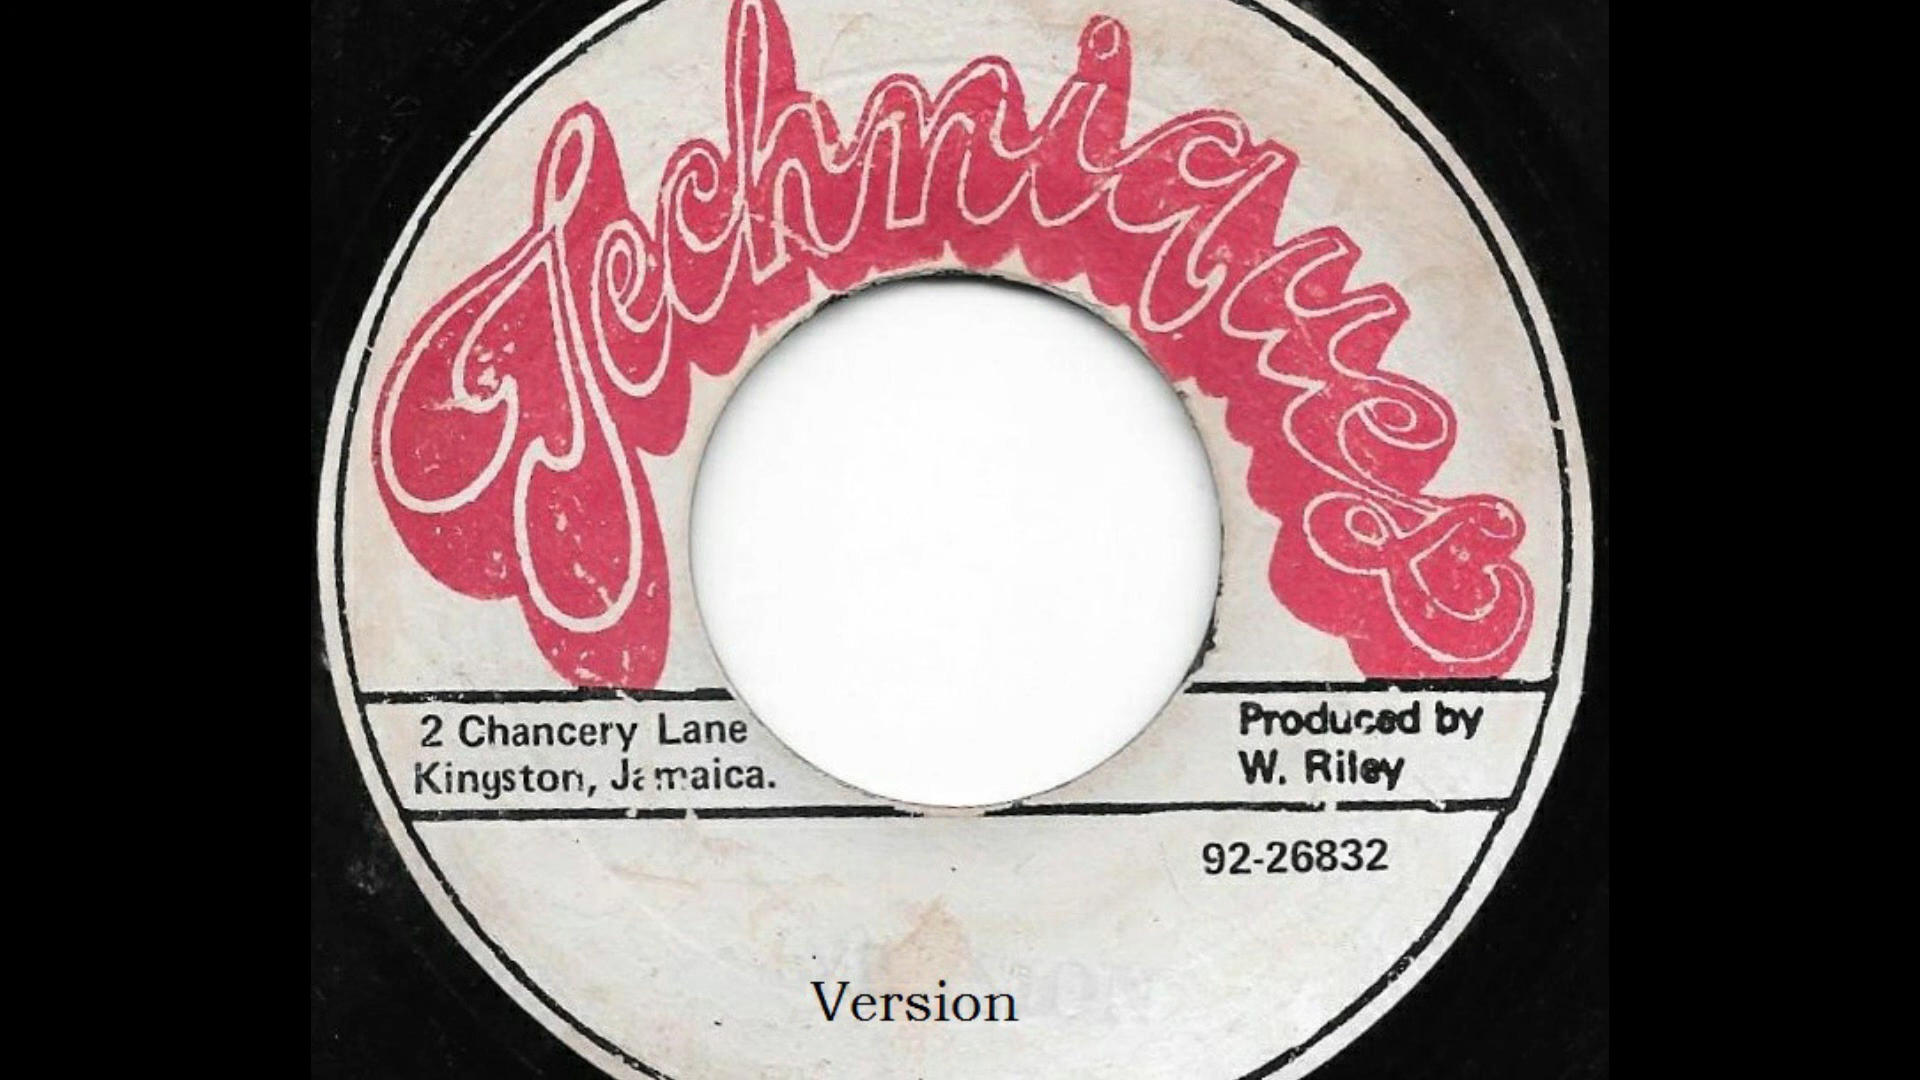 Techniques
2 Chancery Lane
Kingston, Jamaica.
Produced by
W. Riley
92-26832
Version